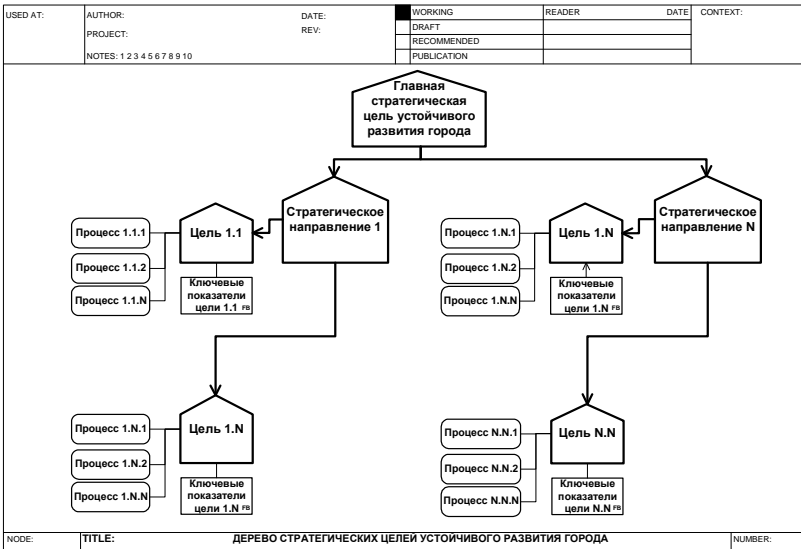 USED AT:
AUTHOR:
DATE:
PROJECT:
REV:
NOTES: 1 2 3 4 5 6 7 8 9 10
WORKING
DRAFT
RECOMMENDED
PUBLICATION
READER
DATE
CONTEXT:
Главная
стратегическая
цель устойчивого
развития города
Стратегическое
направление 1
Стратегическое
направление N
Процесс 1.1.1
Процесс 1.1.2
Процесс 1.1.N
Цель 1.1
Ключевые
показатели
цели 1.1 FB
Процесс 1.N.1
Процесс 1.N.2
Процесс 1.N.N
Цель 1.N
Ключевые
показатели
цели 1.N FB
Процесс 1.N.1
Процесс 1.N.2
Процесс 1.N.N
Цель 1.N
Ключевые
показатели
цели 1.N FB
Процесс N.N.1
Процесс N.N.2
Процесс N.N.N
Цель N.N
Ключевые
показатели
цели N.N FB
NODE:
TITLE:
ДЕРЕВО СТРАТЕГИЧЕСКИХ ЦЕЛЕЙ УСТОЙЧИВОГО РАЗВИТИЯ ГОРОДА
NUMBER: